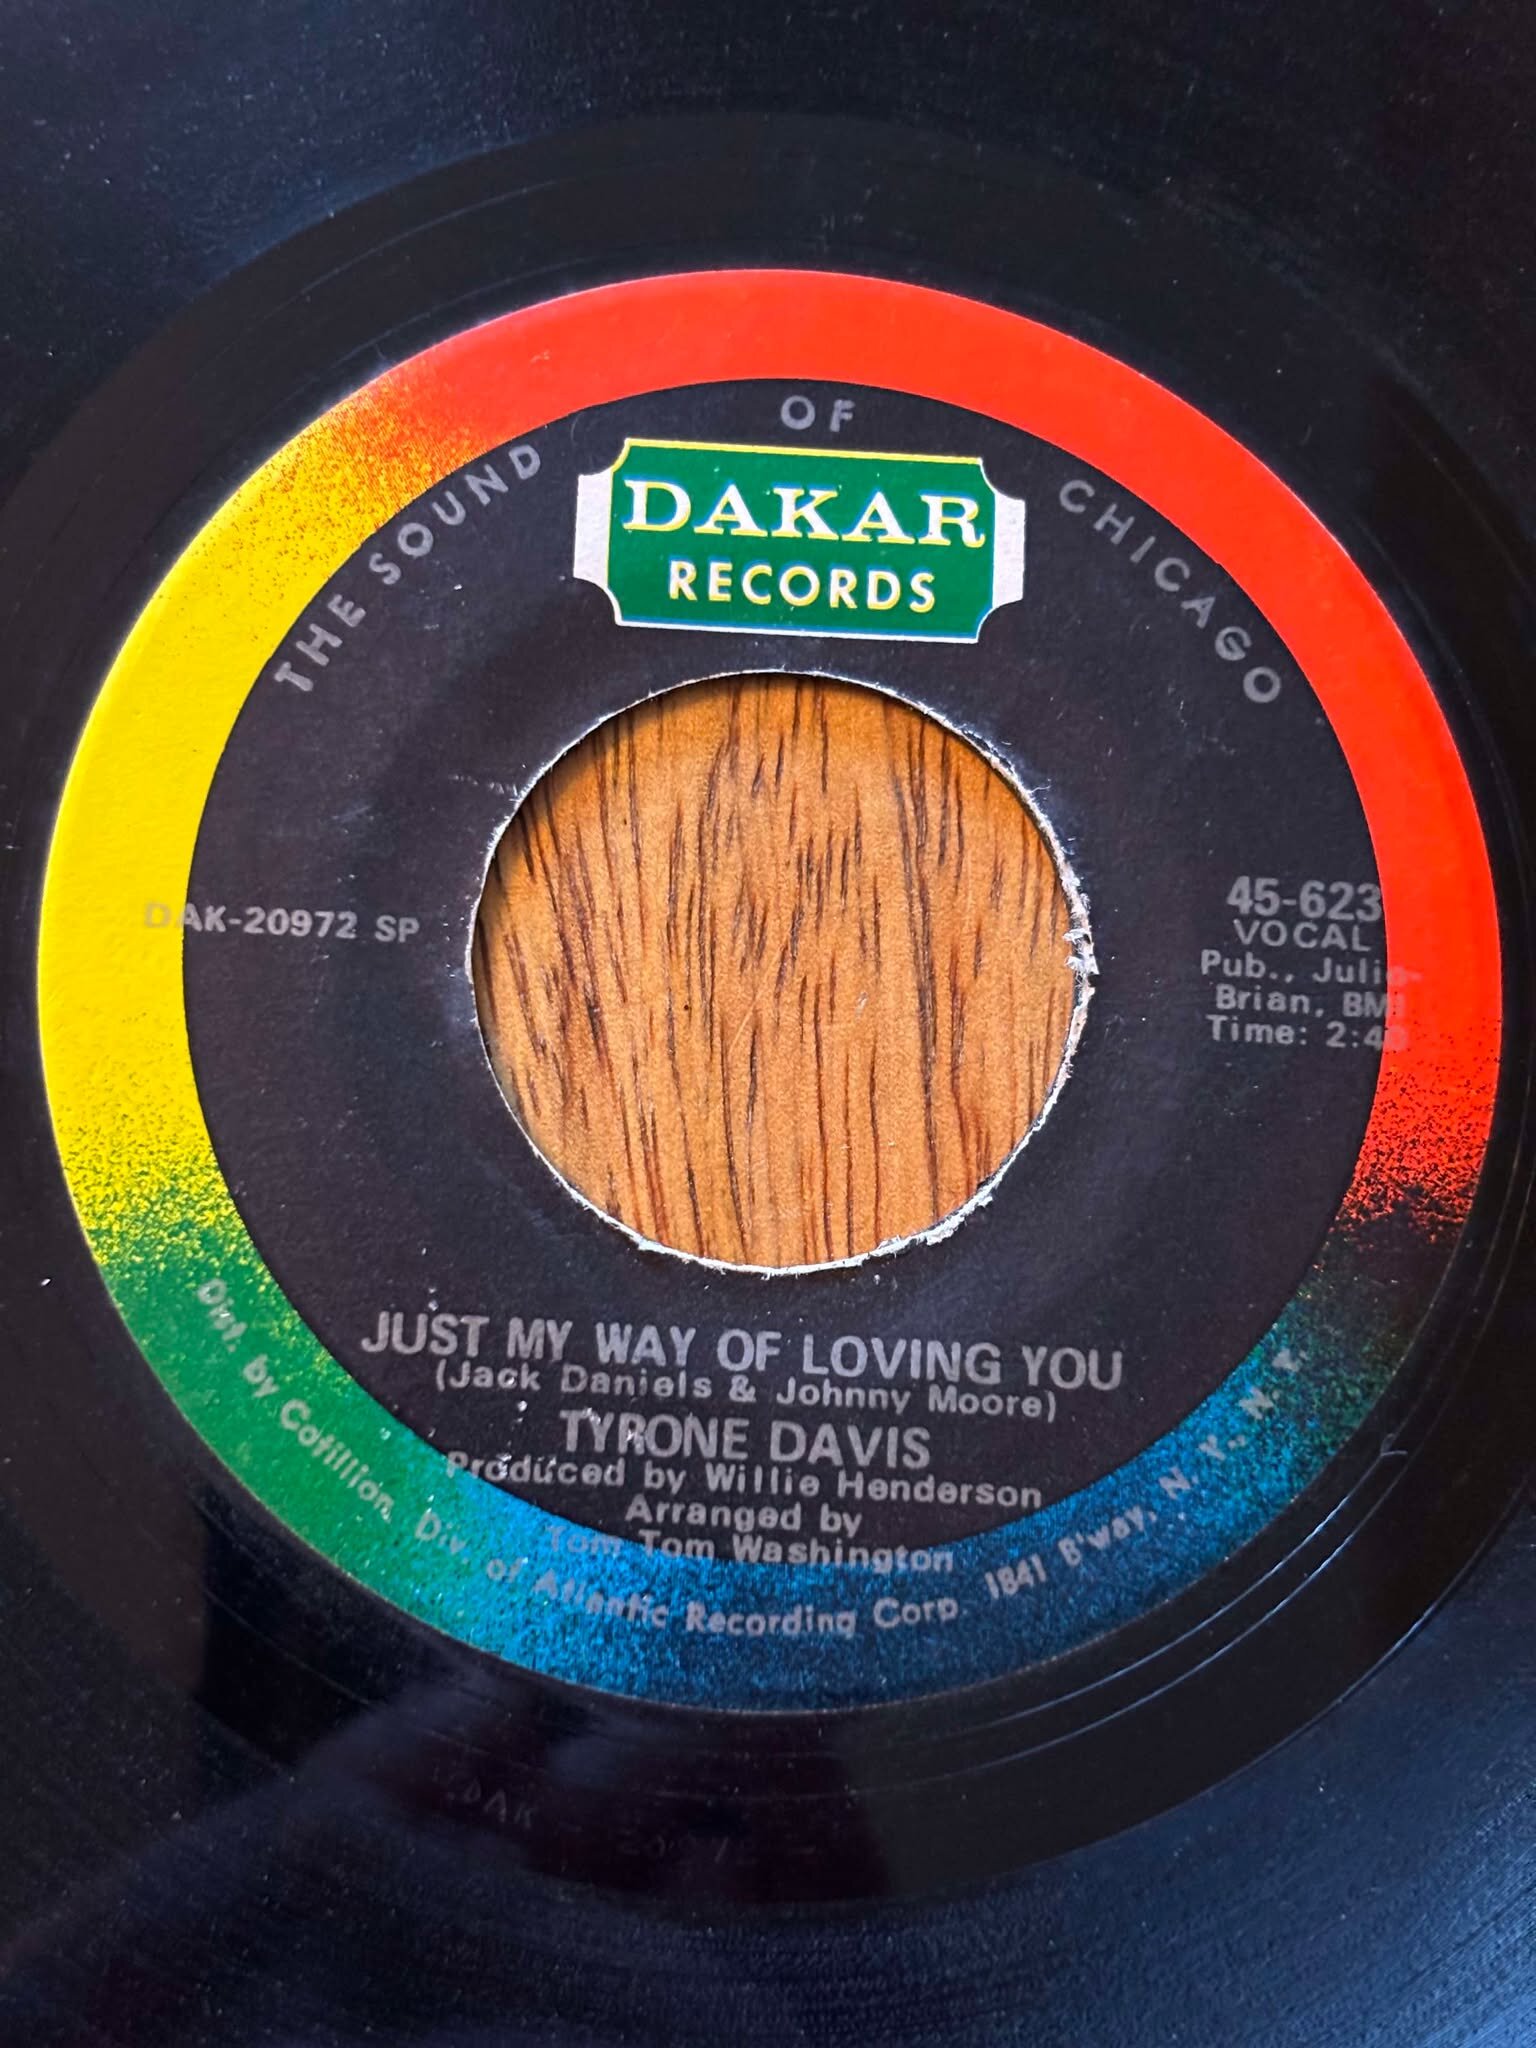 THE SOUND OF CHICAGO
DAKAR
RECORDS
DAK-20972 SP
45-623
VOCAL
Pub., Julio-
Brian, BMI
Time:
JUST MY WAY OF LOVING YOU
(Jack Daniels & Johnny Moore)
TYRONE DAVIS
Produced by Willie Henderson
Arranged by
Tom Tom Washington
Dist. by Cotillion, Div. of Atlantic Recording Corp. 1841 B'way, N. Y., N. Y.
DAK